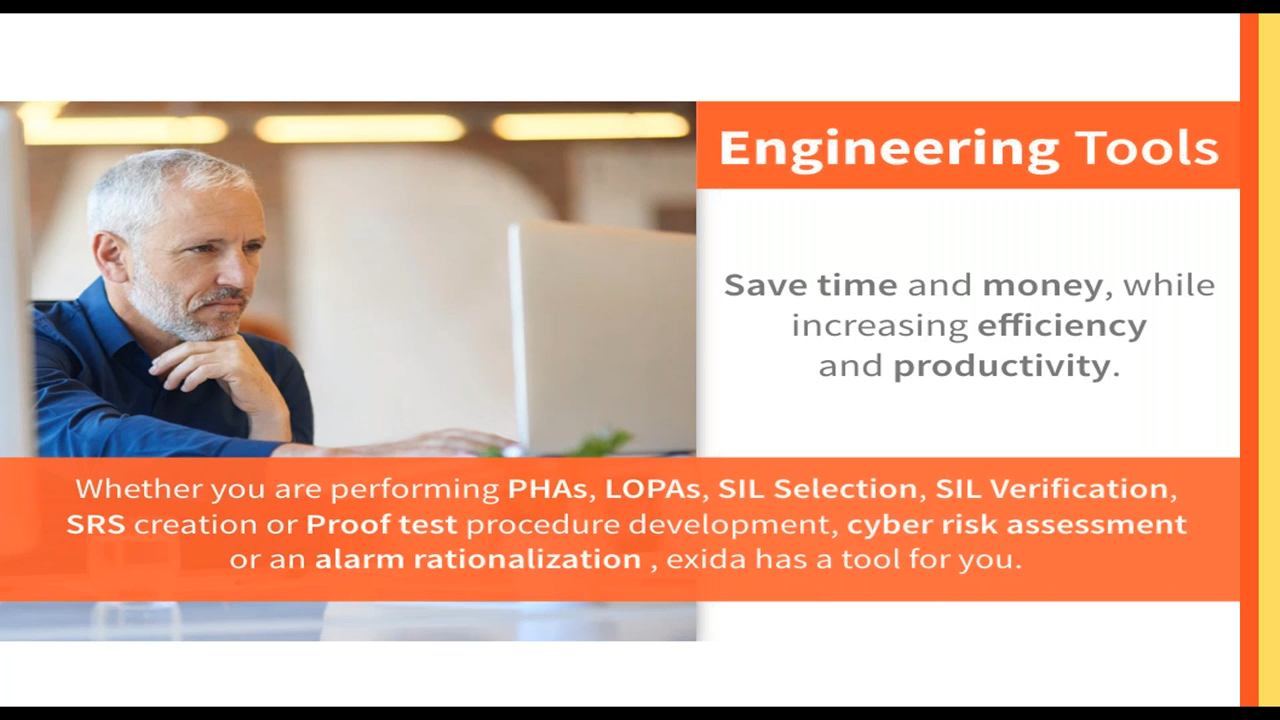 Engineering Tools
Save time and money, while
increasing efficiency
and productivity.
Whether you are performing PHAs, LOPAs, SIL Selection, SIL Verification,
SRS creation or Proof test procedure development, cyber risk assessment
or an alarm rationalization , exida has a tool for you.